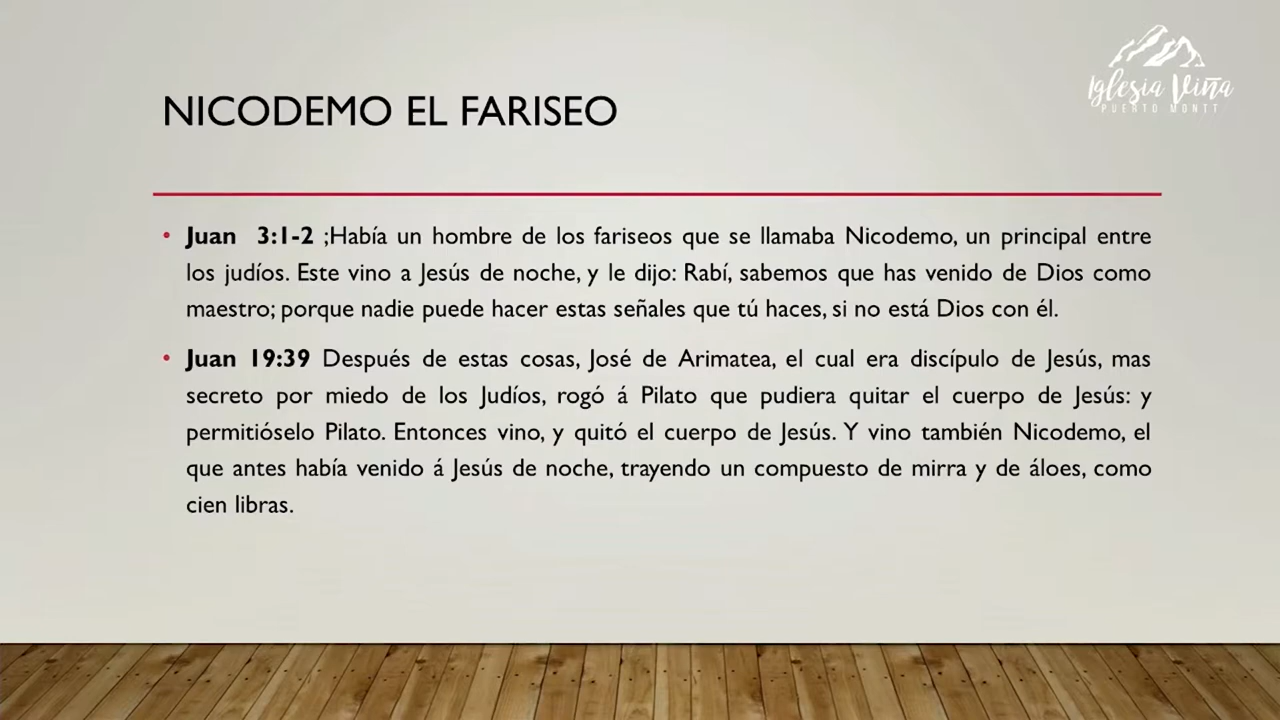 Iglesia Viña
PUERTO MONTT
NICODEMO EL FARISEO
• Juan 3:1-2 ;Había un hombre de los fariseos que se llamaba Nicodemo, un principal entre
los judíos. Este vino a Jesús de noche, y le dijo: Rabí, sabemos que has venido de Dios como
maestro; porque nadie puede hacer estas señales que tú haces, si no está Dios con él.
• Juan 19:39 Después de estas cosas, José de Arimatea, el cual era discípulo de Jesús, mas
secreto por miedo de los Judíos, rogó á Pilato que pudiera quitar el cuerpo de Jesús: y
permitióselo Pilato. Entonces vino, y quitó el cuerpo de Jesús. Y vino también Nicodemo, el
que antes había venido á Jesús de noche, trayendo un compuesto de mirra y de áloes, como
cien libras.